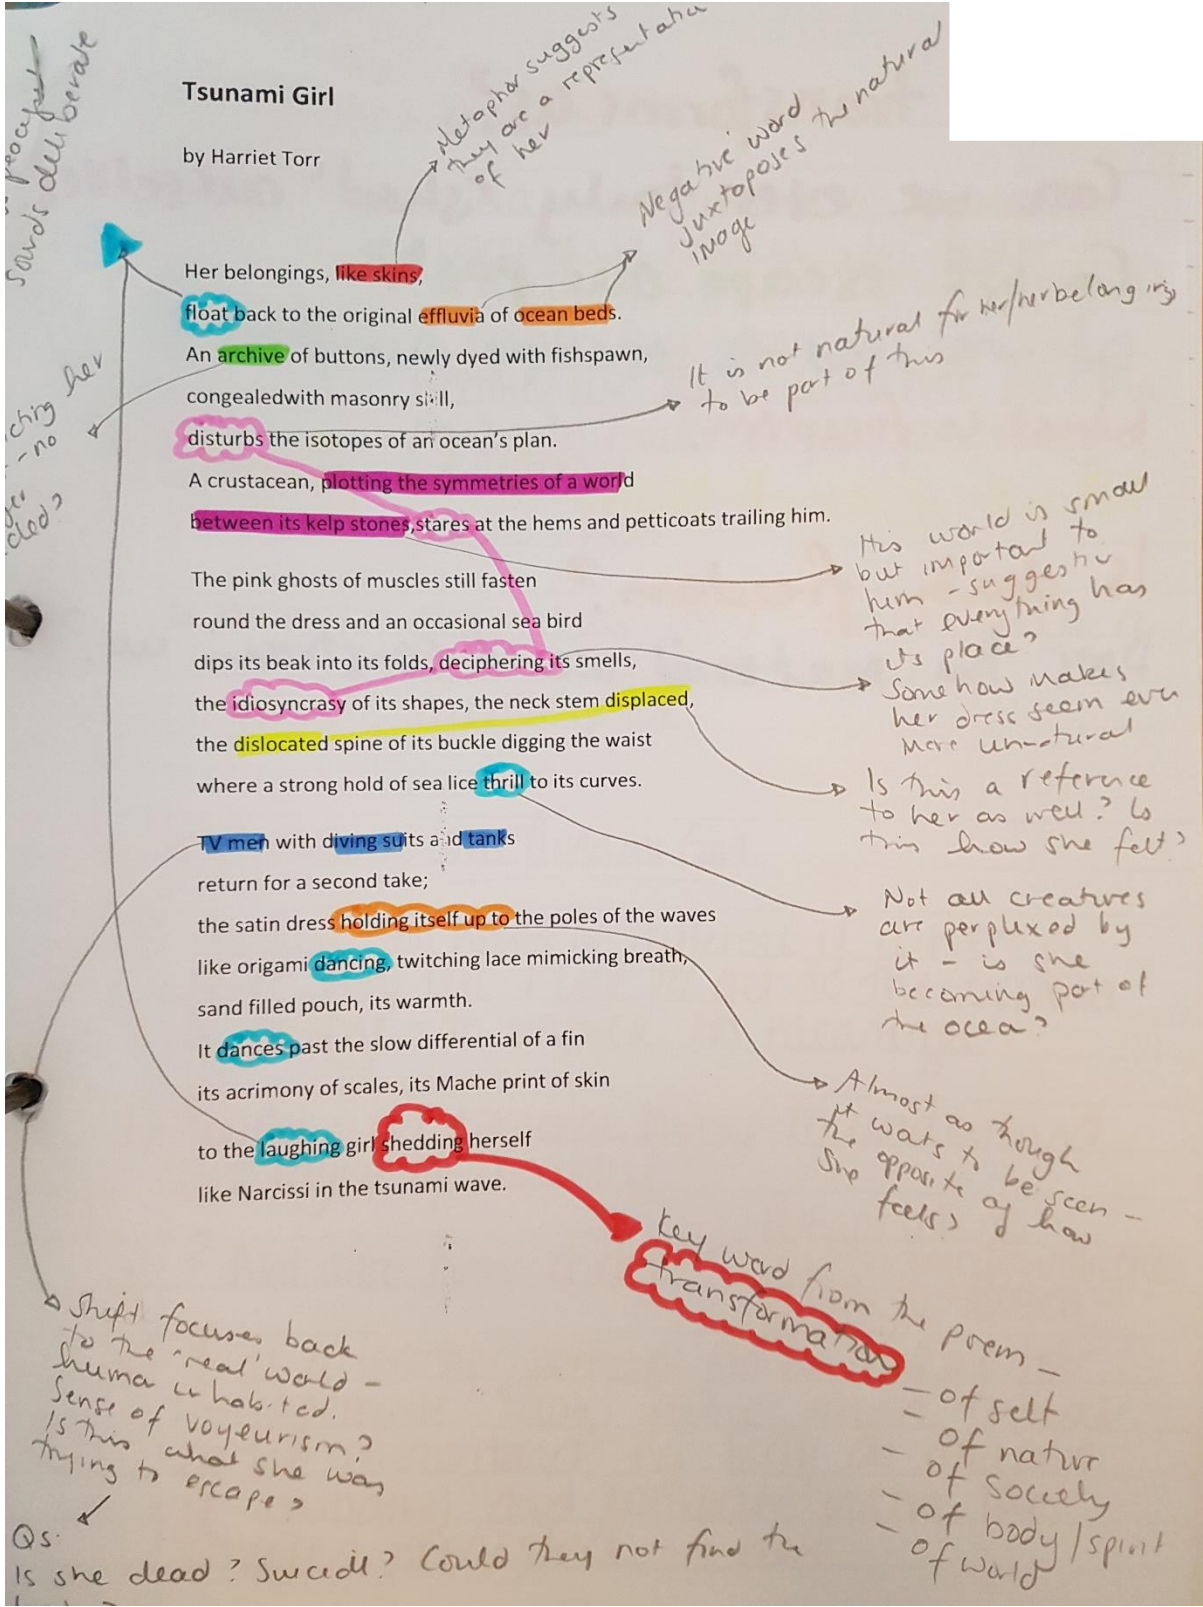 peaceful
sounds deliberate
Tsunami Girl
by Harriet Torr
Metaphor suggests
they are a representation
of her
Negative word
juxtaposes the natural
image
Her belongings, like skins,
float back to the original effluvia of ocean beds.
An archive of buttons, newly dyed with fishspawn,
congealedwith masonry still,
disturbs the isotopes of an ocean's plan.
A crustacean, plotting the symmetries of a world
between its kelp stones,stares at the hems and petticoats trailing him.
It is not natural for her/her belongings
to be part of this
ching her
- no
The pink ghosts of muscles still fasten
round the dress and an occasional sea bird
dips its beak into its folds, deciphering its smells,
the idiosyncrasy of its shapes, the neck stem displaced,
the dislocated spine of its buckle digging the waist
where a strong hold of sea lice thrill to its curves.
His world is small
but important to
him - suggestive
that everything has
its place?
Somehow makes
her dress seem even
more unnatural
Is this a reference
to her as well? Is
this how she felt?
TV men with diving suits and tanks
return for a second take;
the satin dress holding itself up to the poles of the waves
like origami dancing, twitching lace mimicking breath,
sand filled pouch, its warmth.
It dances past the slow differential of a fin
its acrimony of scales, its Mache print of skin
Not all creatures
are perplexed by
it - is she
becoming part of
the ocea?
to the laughing girl shedding herself
like Narcissi in the tsunami wave.
Almost as though
it wants to be seen -
the opposite of how
she feels?
Key word from the poem -
transformation
- of self
- of nature
- of society
- of body/spirit
- of world
Shift focuses back
to the 'real' world -
human inhabited.
Sense of voyeurism?
Is this what she was
trying to escape?
Qs:
Is she dead? Suicide? Could they not find the